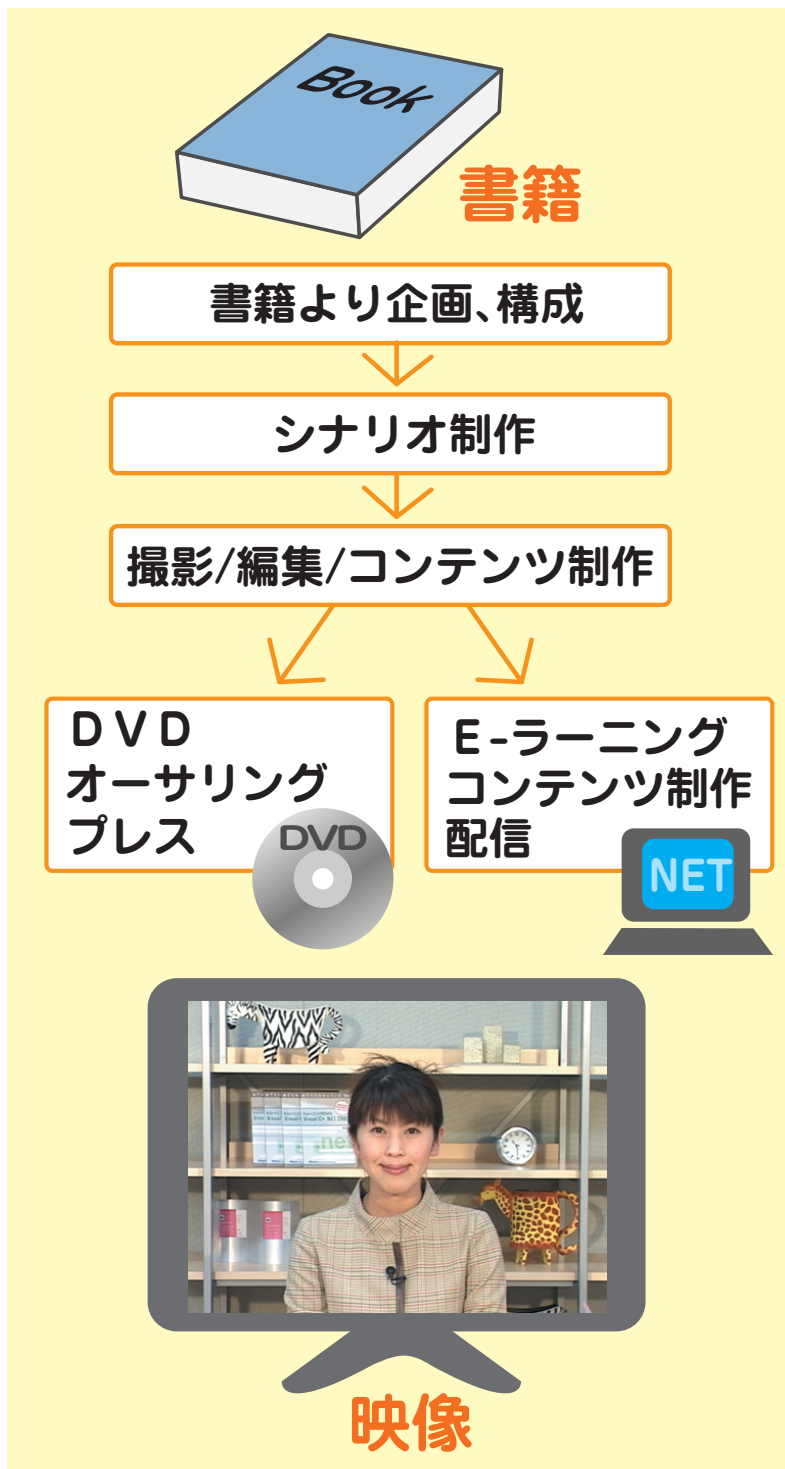 Book
書籍
書籍より企画、構成
シナリオ制作
撮影/編集/コンテンツ制作
DVD
オーサリング
プレス
DVD
E-ラーニング
コンテンツ制作
配信
NET
映像